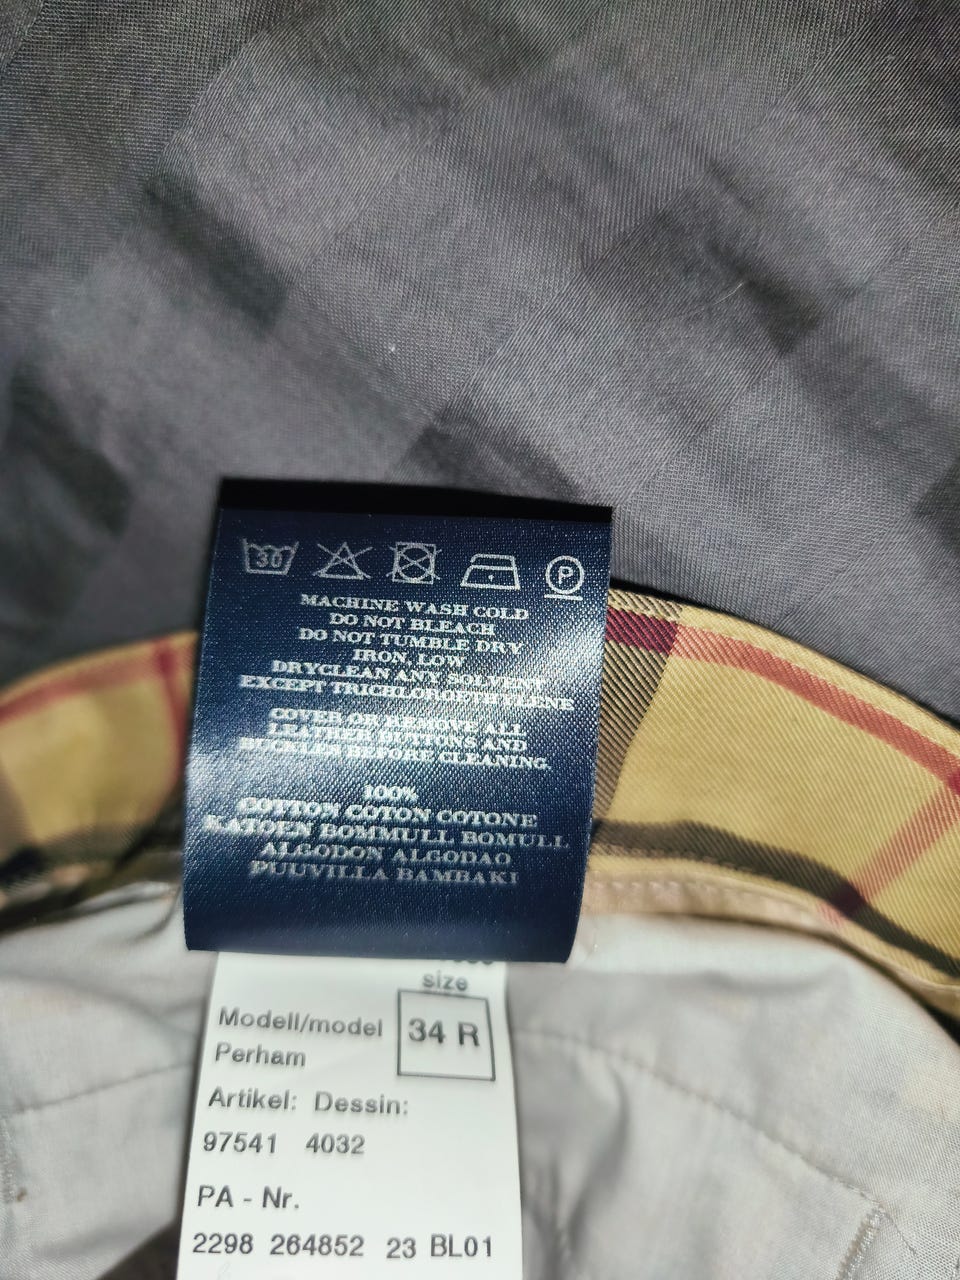 30
P
MACHINE WASH COLD
DO NOT BLEACH
DO NOT TUMBLE DRY
IRON, LOW
DRYCLEAN ANY SOLVENT
EXCEPT TRICHLOROETHYLENE
COVER OR REMOVE ALL
LEATHER BUTTONS AND
BUCKLES BEFORE CLEANING
100%
COTTON COTON COTONE
KATOEN BOMMULL BOMULL
ALGODON ALGODAO
PUUVILLA BAMBAKI
size
Modell/model 34 R
Perham
Artikel: Dessin:
97541 4032
PA - Nr.
2298 264852 23 BL01